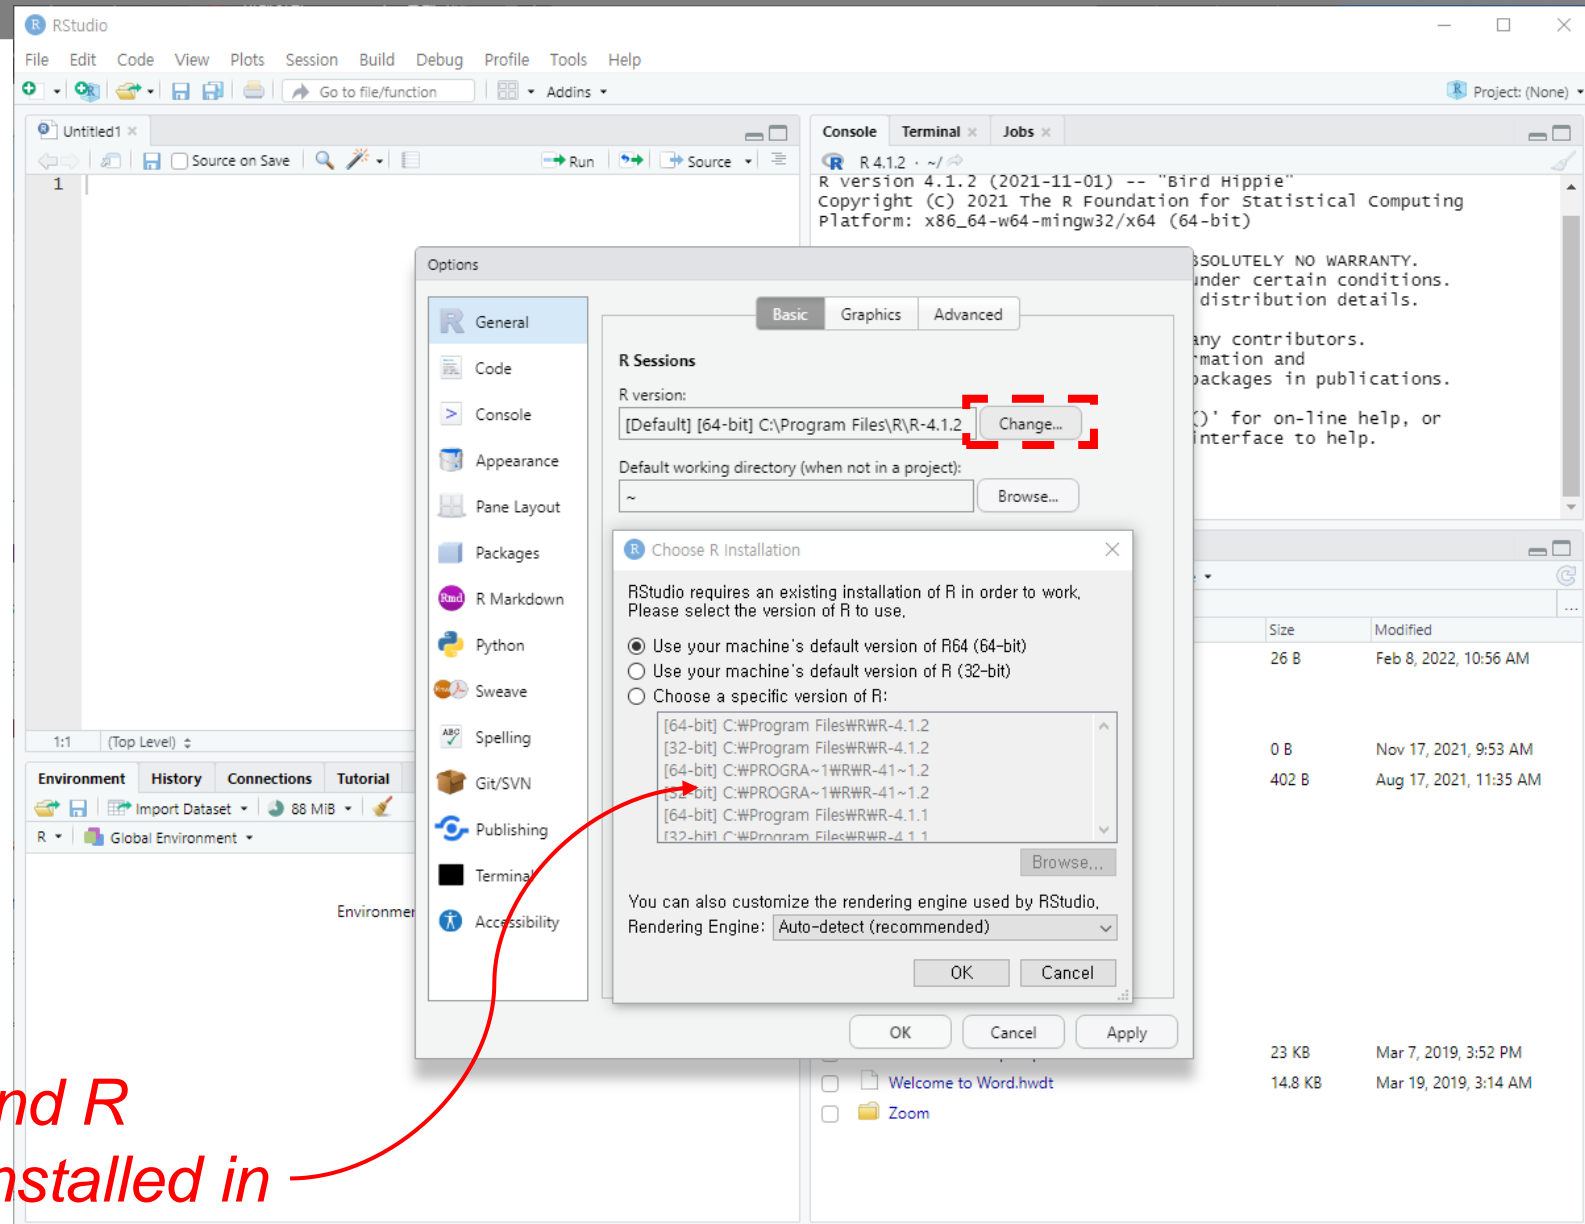 RStudio
File Edit Code View Plots Session Build Debug Profile Tools Help
Go to file/function Addins Project: (None)
Untitled1
Source on Save Run Source
1
1:1 (Top Level)
Console Terminal Jobs
R 4.1.2 · ~/
R version 4.1.2 (2021-11-01) -- "Bird Hippie"
Copyright (C) 2021 The R Foundation for Statistical Computing
Platform: x86_64-w64-mingw32/x64 (64-bit)
BSOLUTELY NO WARRANTY.
under certain conditions.
distribution details.
any contributors.
rmation and
packages in publications.
()' for on-line help, or
interface to help.
Options
General
Code
Console
Appearance
Pane Layout
Packages
R Markdown
Python
Sweave
Spelling
Git/SVN
Publishing
Terminal
Accessibility
Basic Graphics Advanced
R Sessions
R version:
[Default] [64-bit] C:\Program Files\R\R-4.1.2 Change...
Default working directory (when not in a project):
~ Browse...
Choose R Installation
RStudio requires an existing installation of R in order to work,
Please select the version of R to use,
Use your machine's default version of R64 (64-bit)
Use your machine's default version of R (32-bit)
Choose a specific version of R:
[64-bit] C:₩Program Files₩R₩R-4.1.2
[32-bit] C:₩Program Files₩R₩R-4.1.2
[64-bit] C:₩PROGRA~1₩R₩R-41~1.2
[32-bit] C:₩PROGRA~1₩R₩R-41~1.2
[64-bit] C:₩Program Files₩R₩R-4.1.1
[32-bit] C:₩Program Files₩R₩R-4.1.1
Browse...
You can also customize the rendering engine used by RStudio,
Rendering Engine: Auto-detect (recommended)
OK Cancel
OK Cancel Apply
Environment History Connections Tutorial
Import Dataset 88 MiB
R Global Environment
Environmen
Size Modified
26 B Feb 8, 2022, 10:56 AM
0 B Nov 17, 2021, 9:53 AM
402 B Aug 17, 2021, 11:35 AM
23 KB Mar 7, 2019, 3:52 PM
Welcome to Word.hwdt 14.8 KB Mar 19, 2019, 3:14 AM
Zoom
nd R
nstalled in